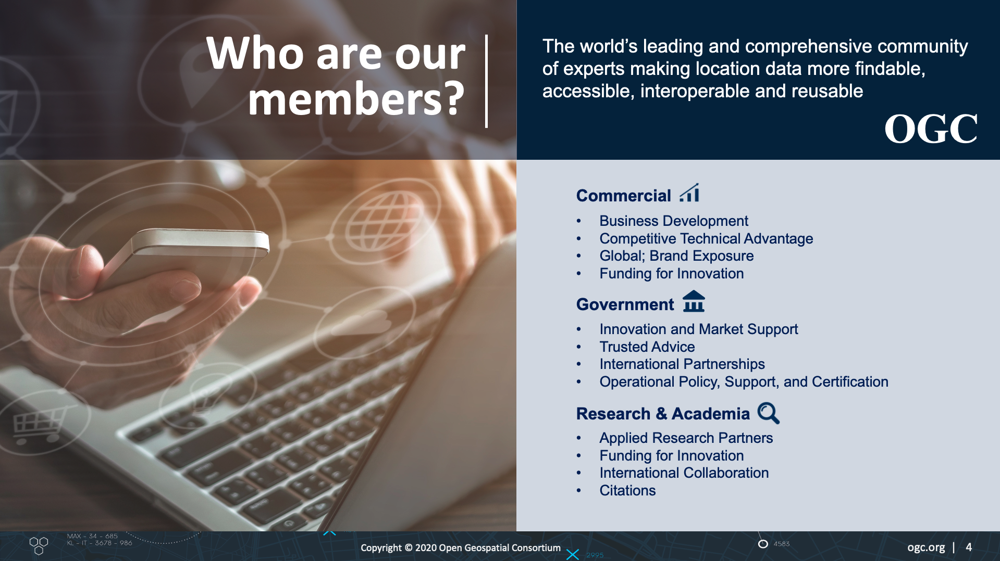 Who are our
members?
The world's leading and comprehensive community
of experts making location data more findable,
accessible, interoperable and reusable
OGC
Commercial
• Business Development
• Competitive Technical Advantage
• Global; Brand Exposure
• Funding for Innovation
Government
• Innovation and Market Support
• Trusted Advice
• International Partnerships
• Operational Policy, Support, and Certification
Research & Academia
• Applied Research Partners
• Funding for Innovation
• International Collaboration
• Citations
MAX - 34 - 685
KL - IT - 3678 - 986
Copyright © 2020 Open Geospatial Consortium
2995
4583
ogc.org | 4